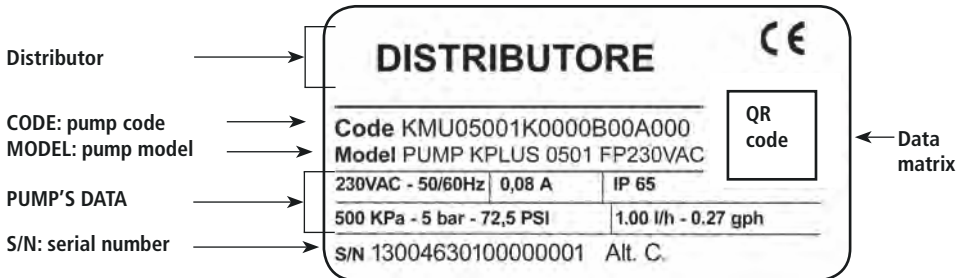 Distributor
DISTRIBUTORE
CE
CODE: pump code
MODEL: pump model
Code KMU05001K0000B00A000
Model PUMP KPLUS 0501 FP230VAC
QR
code
Data
matrix
PUMP'S DATA
230VAC - 50/60Hz 0,08 A IP 65
500 KPa - 5 bar - 72,5 PSI 1.00 l/h - 0.27 gph
S/N: serial number
S/N 13004630100000001 Alt. C.